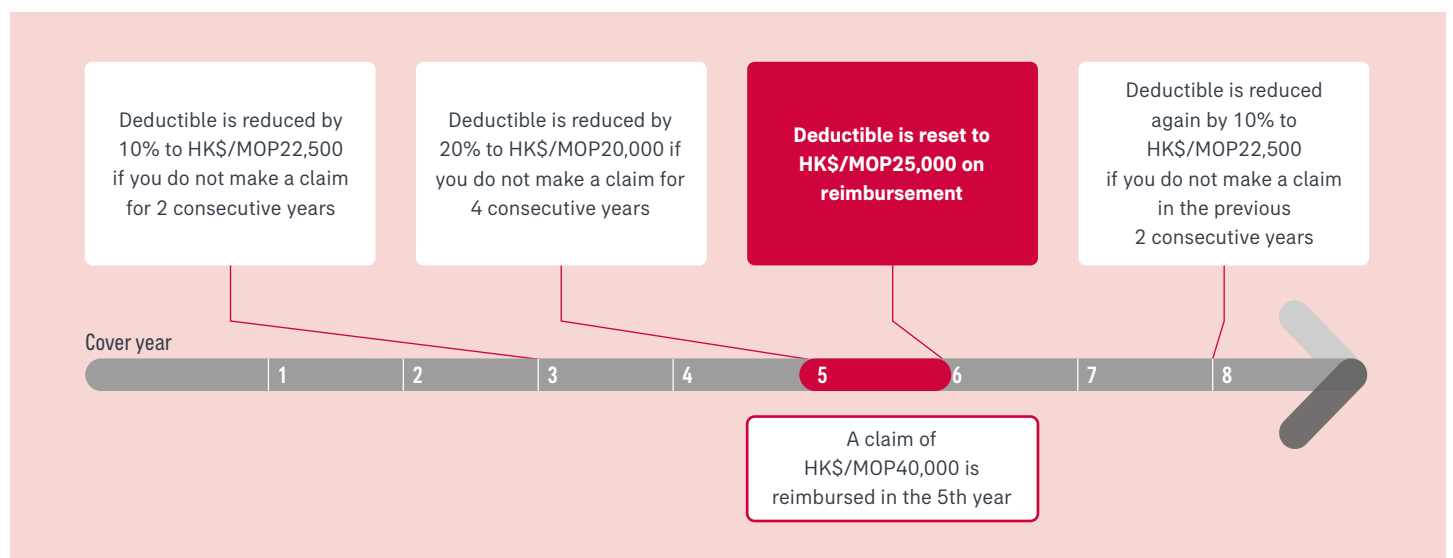 Deductible is reduced by
10% to HK$/MOP22,500
if you do not make a claim
for 2 consecutive years
Deductible is reduced by
20% to HK$/MOP20,000 if
you do not make a claim for
4 consecutive years
Deductible is reset to
HK$/MOP25,000 on
reimbursement
Deductible is reduced
again by 10% to
HK$/MOP22,500
if you do not make a claim
in the previous
2 consecutive years
Cover year
1 2 3 4 5 6 7 8
A claim of
HK$/MOP40,000 is
reimbursed in the 5th year